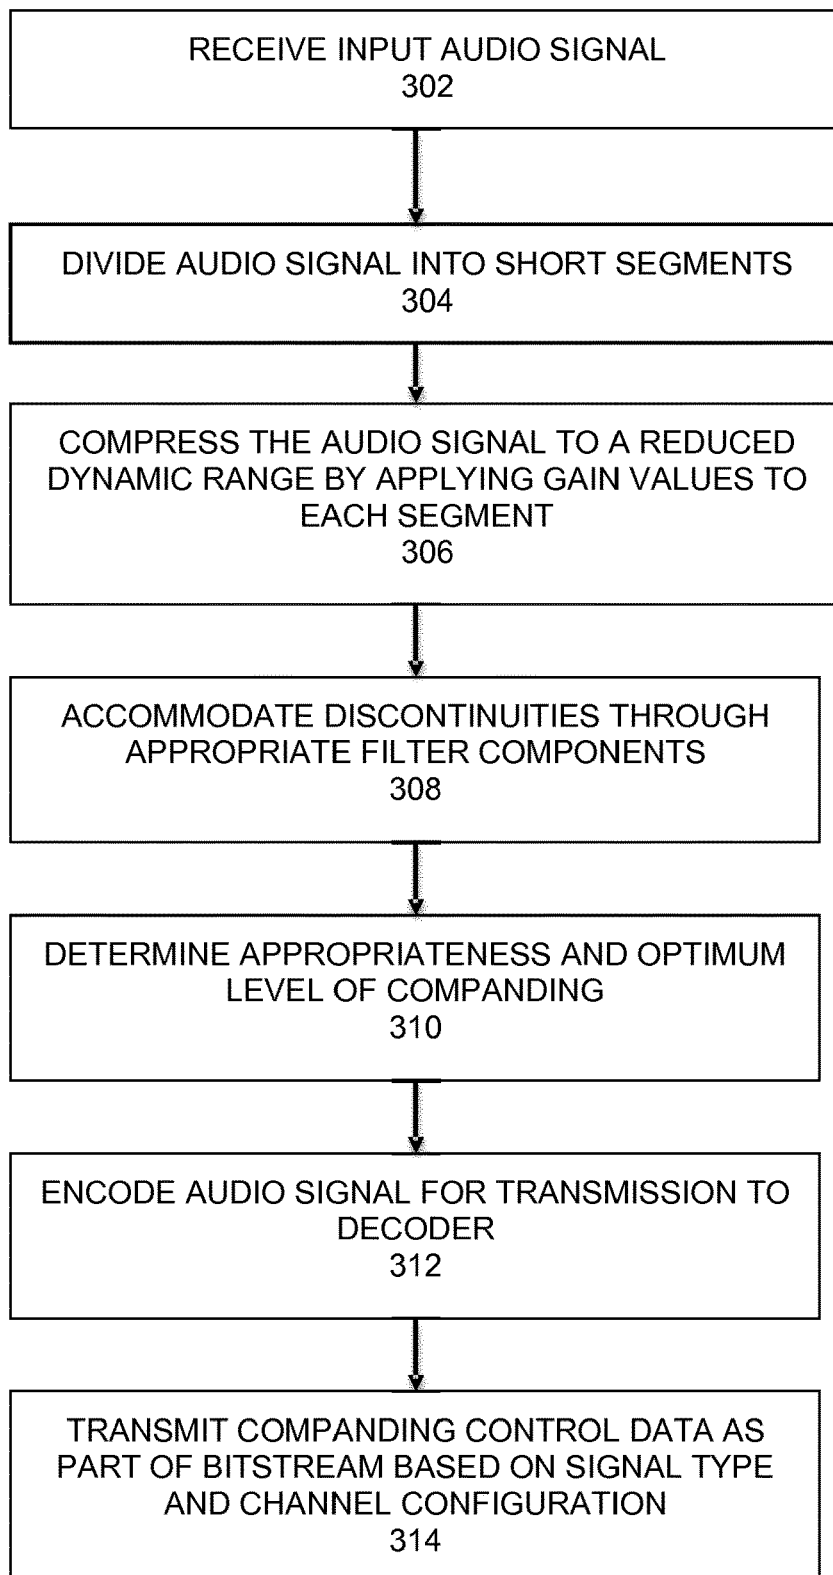 RECEIVE INPUT AUDIO SIGNAL
302
DIVIDE AUDIO SIGNAL INTO SHORT SEGMENTS
304
COMPRESS THE AUDIO SIGNAL TO A REDUCED
DYNAMIC RANGE BY APPLYING GAIN VALUES TO
EACH SEGMENT
306
ACCOMMODATE DISCONTINUITIES THROUGH
APPROPRIATE FILTER COMPONENTS
308
DETERMINE APPROPRIATENESS AND OPTIMUM
LEVEL OF COMPANDING
310
ENCODE AUDIO SIGNAL FOR TRANSMISSION TO
DECODER
312
TRANSMIT COMPANDING CONTROL DATA AS
PART OF BITSTREAM BASED ON SIGNAL TYPE
AND CHANNEL CONFIGURATION
314